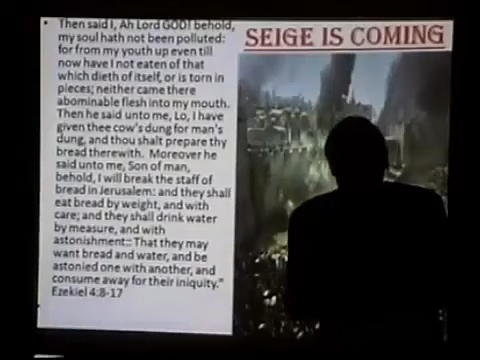 Then said I, Ah Lord GOD! behold,
my soul hath not been polluted:
for from my youth up even till
now have I not eaten of that
which dieth of itself, or is torn in
pieces; neither came there
abominable flesh into my mouth.
Then he said unto me, Lo, I have
given thee cow's dung for man's
dung, and thou shalt prepare thy
bread therewith. Moreover he
said unto me, Son of man,
behold, I will break the staff of
bread in Jerusalem: and they shall
eat bread by weight, and with
care; and they shall drink water
by measure, and with
astonishment: That they may
want bread and water, and be
astonied one with another, and
consume away for their iniquity."
Ezekiel 4:8-17
SEIGE IS COMING